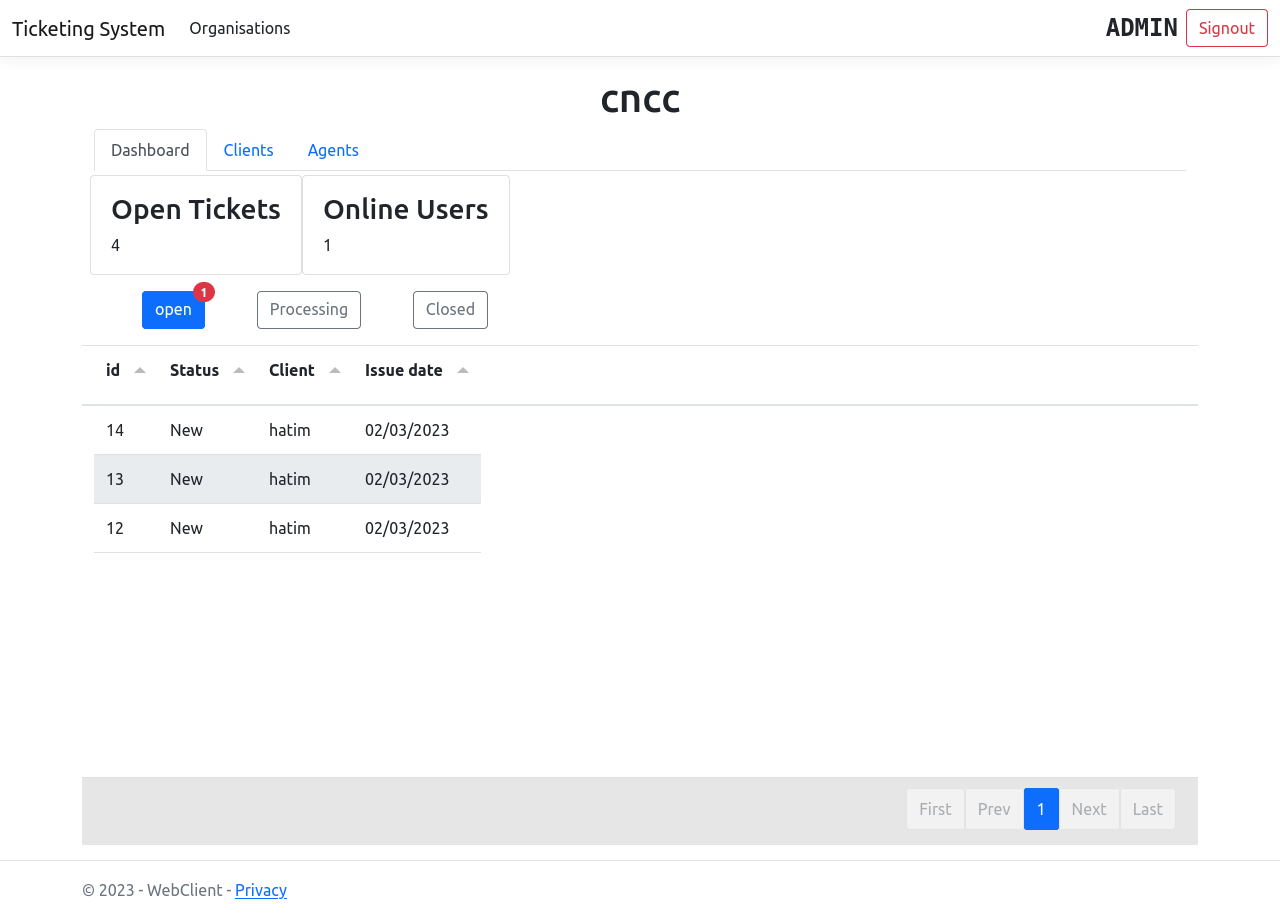 Ticketing System Organisations ADMIN Signout
cncc
Dashboard Clients Agents
Open Tickets Online Users
4 1
1
open Processing Closed
id Status Client Issue date
14 New hatim 02/03/2023
13 New hatim 02/03/2023
12 New hatim 02/03/2023
First Prev 1 Next Last
© 2023 - WebClient - Privacy